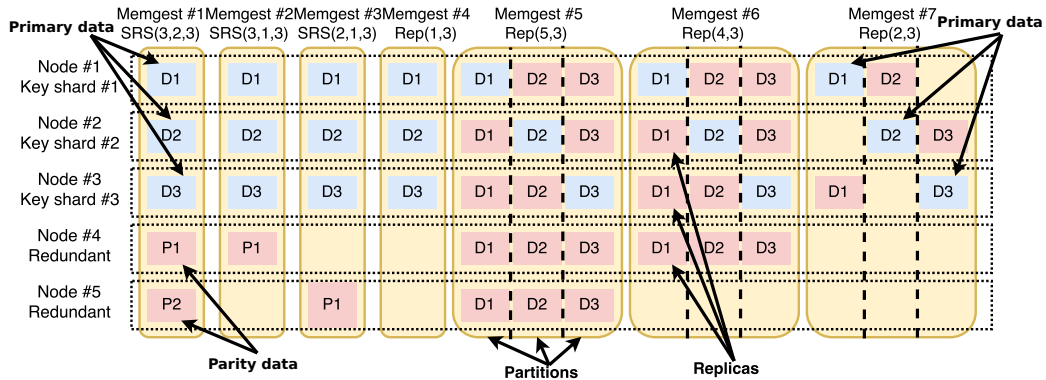 Memgest #1 Memgest #2 Memgest #3 Memgest #4 Memgest #5 Memgest #6 Memgest #7
Primary data SRS(3,2,3) SRS(3,1,3) SRS(2,1,3) Rep(1,3) Rep(5,3) Rep(4,3) Rep(2,3) Primary data
Node #1
Key shard #1
D1 D1 D1 D1 D1 D2 D3 D1 D2 D3 D1 D2
Node #2
Key shard #2
D2 D2 D2 D2 D1 D2 D3 D1 D2 D3 D2 D3
Node #3
Key shard #3
D3 D3 D3 D3 D1 D2 D3 D1 D2 D3 D1 D3
Node #4
Redundant
P1 P1 D1 D2 D3 D1 D2 D3
Node #5
Redundant
P2 P1 D1 D2 D3
Parity data
Partitions
Replicas